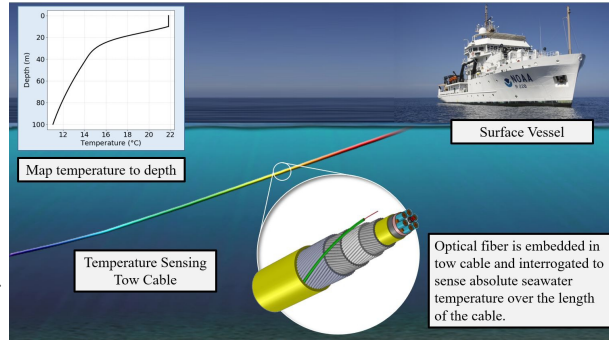 0
20
40
60
80
100
Depth (m)
12
14
16
18
20
22
Temperature (°C)
Map temperature to depth
NOAA
Surface Vessel
Temperature Sensing
Tow Cable
Optical fiber is embedded in
tow cable and interrogated to
sense absolute seawater
temperature over the length
of the cable.